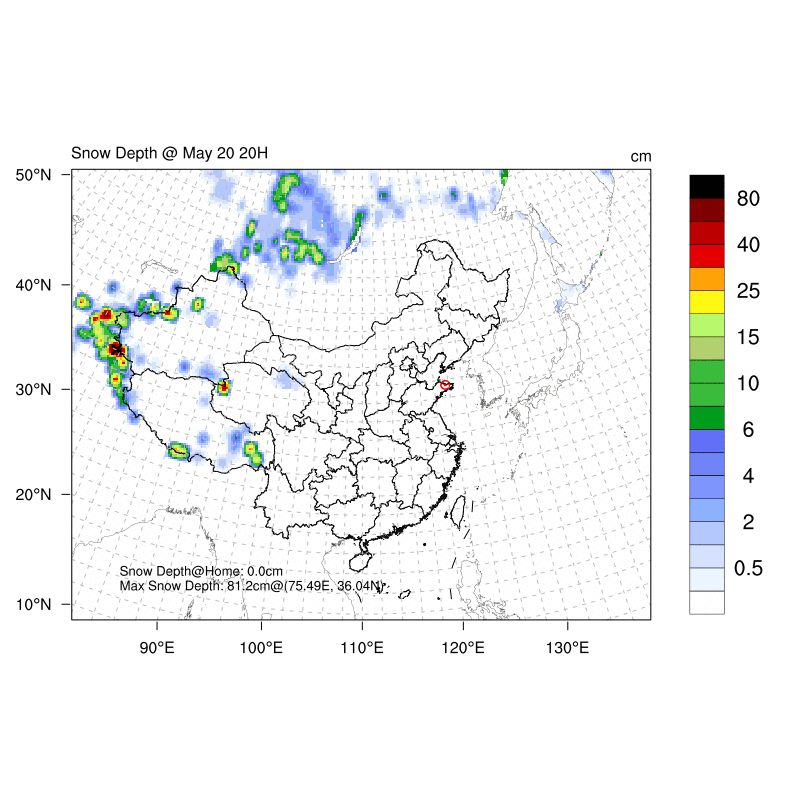 Snow Depth @ May 20 20H
cm
50°N
40°N
30°N
20°N
10°N
90°E
100°E
110°E
120°E
130°E
80
40
25
15
10
6
4
2
0.5
Snow Depth@Home: 0.0cm
Max Snow Depth: 81.2cm@(75.49E, 36.04N)